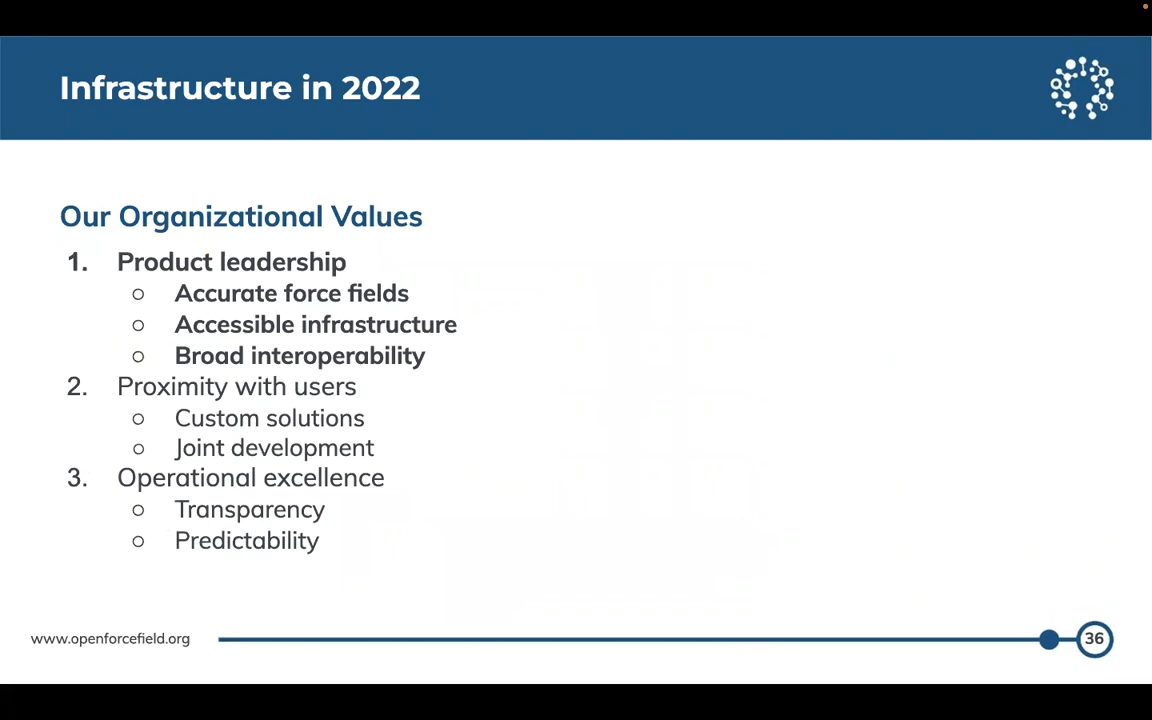 Infrastructure in 2022
Our Organizational Values
1. Product leadership
○ Accurate force fields
○ Accessible infrastructure
○ Broad interoperability
2. Proximity with users
○ Custom solutions
○ Joint development
3. Operational excellence
○ Transparency
○ Predictability
www.openforcefield.org
36